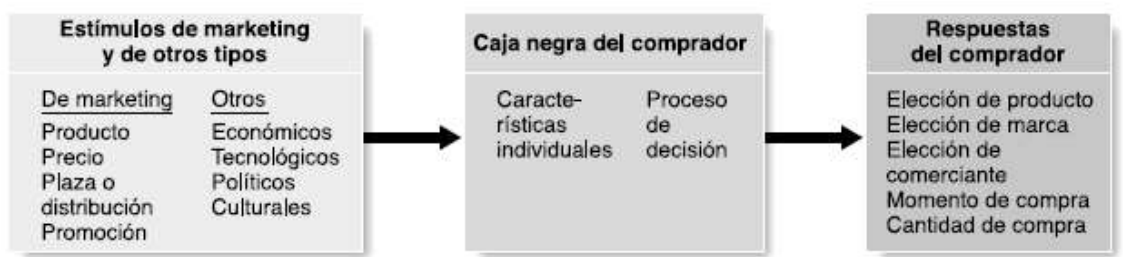 Estímulos de marketing
y de otros tipos
De marketing
Producto
Precio
Plaza o
distribución
Promoción
Otros
Económicos
Tecnológicos
Políticos
Culturales
Caja negra del comprador
Caracte-
rísticas
individuales
Proceso
de
decisión
Respuestas
del comprador
Elección de producto
Elección de marca
Elección de
comerciante
Momento de compra
Cantidad de compra